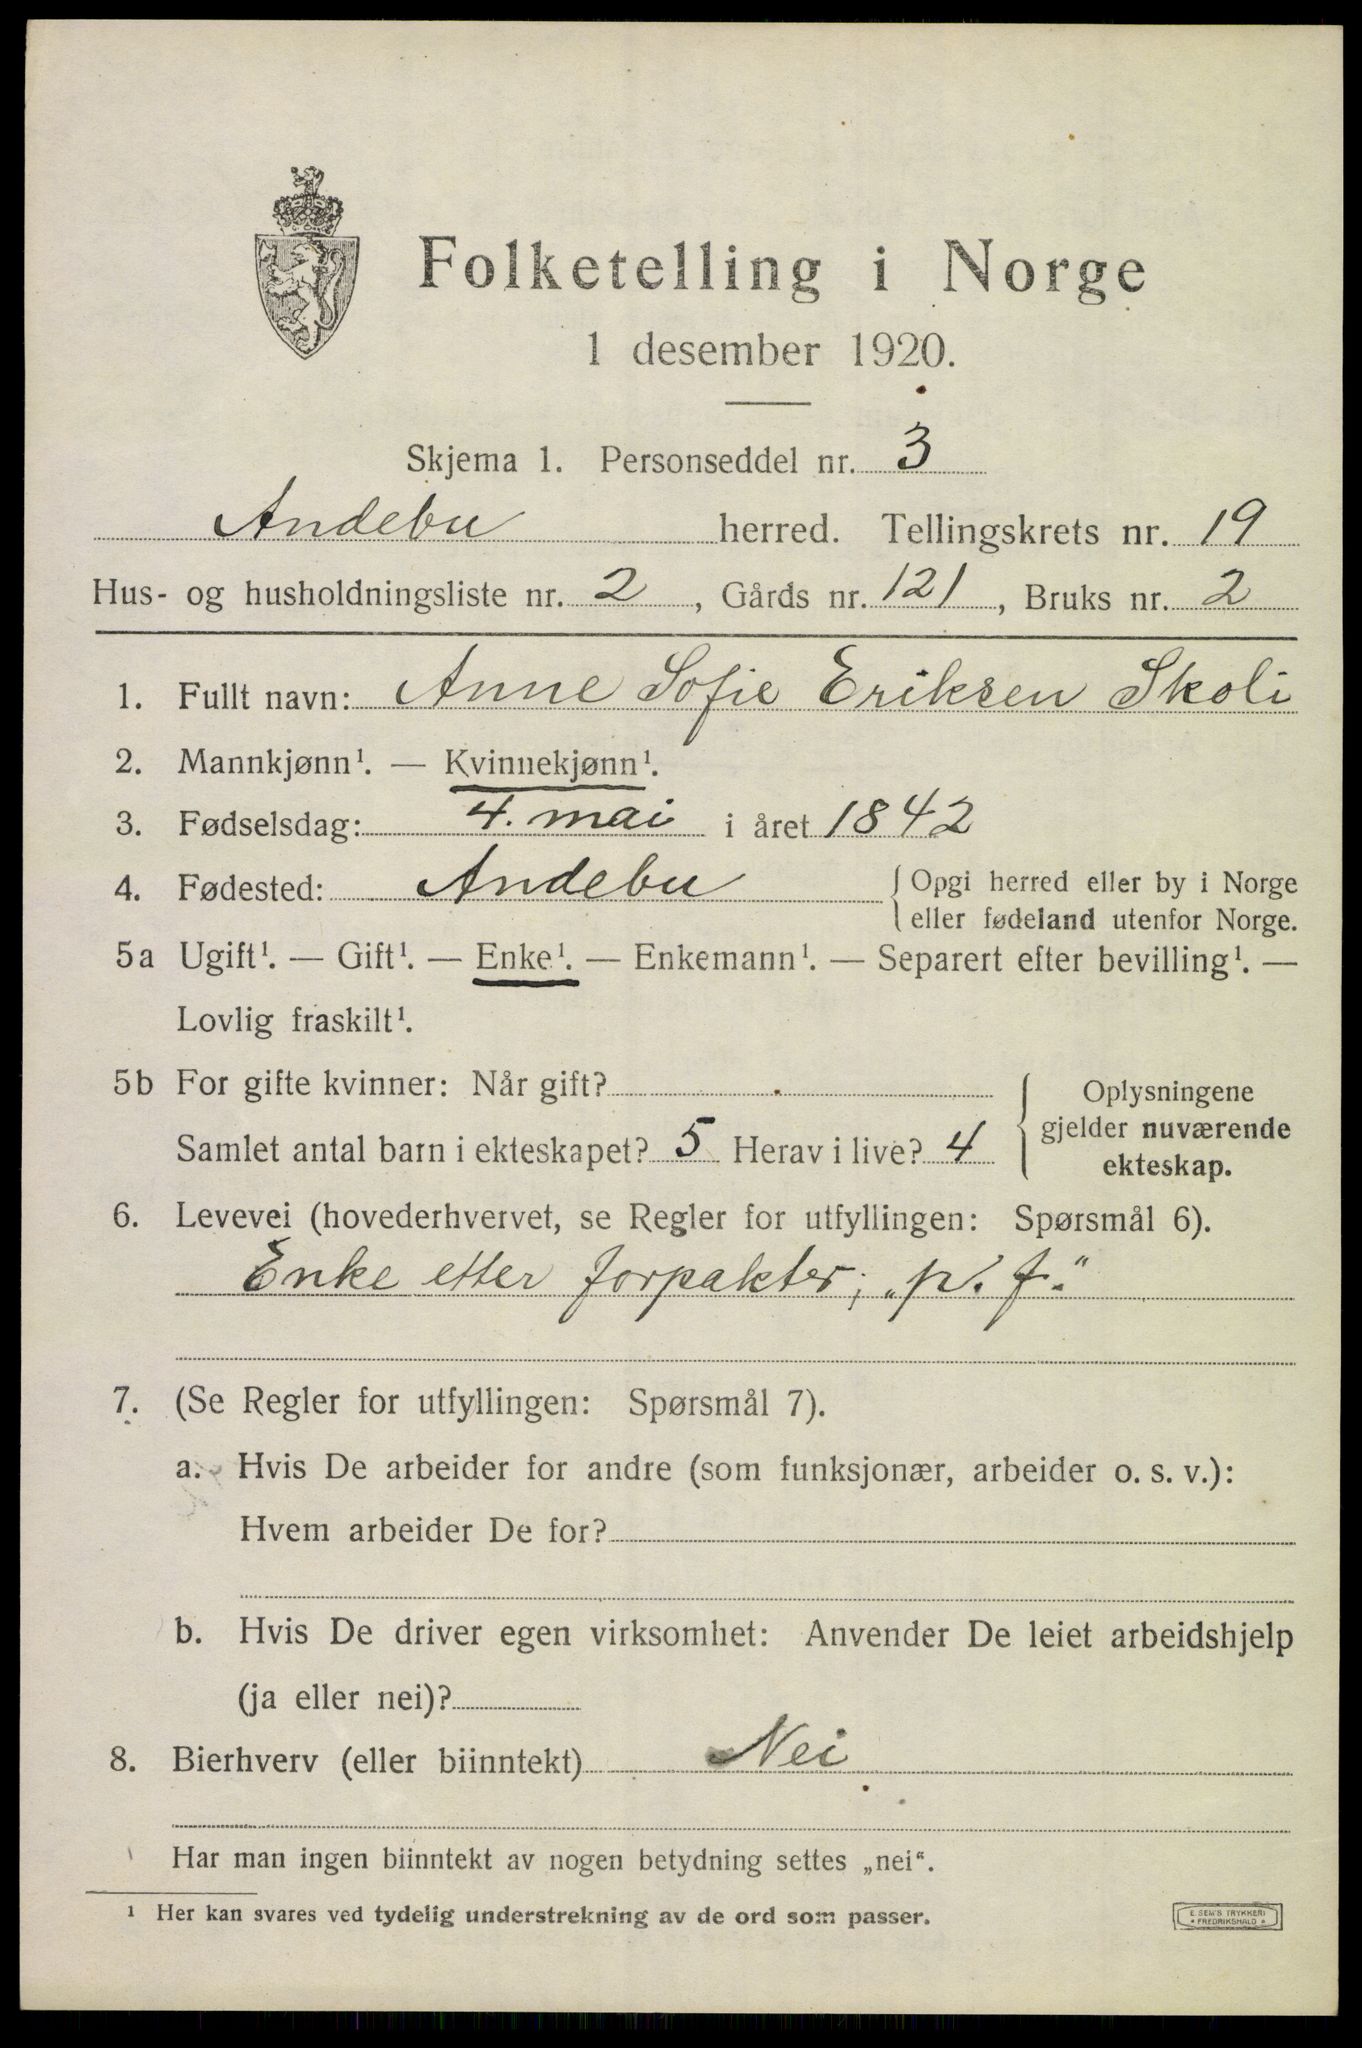 Folketelling i Norge
1 desember 1920.
Skjema 1. Personseddel nr. 3
Andebu herred. Tellingskrets nr. 19
Hus- og husholdningsliste nr. 2, Gårds nr. 121, Bruks nr. 2
1. Fullt navn: Anne Sofie Eriksen Skoli
2. Mannkjønn¹. — Kvinnekjønn¹.
3. Fødselsdag: 4. mai i året 1842
4. Fødested: Andebu { Opgi herred eller by i Norge
eller fødeland utenfor Norge.
5a Ugift¹. — Gift¹. — Enke¹. — Enkemann¹. — Separert efter bevilling¹. —
Lovlig fraskilt¹.
5b For gifte kvinner: Når gift?
Samlet antal barn i ekteskapet? 5 Herav i live? 4
{ Oplysningene
gjelder nuværende
ekteskap.
6. Levevei (hovederhvervet, se Regler for utfyllingen: Spørsmål 6).
Enke etter forpakter; „p. f."
7. (Se Regler for utfyllingen: Spørsmål 7).
a. Hvis De arbeider for andre (som funksjonær, arbeider o. s. v.):
Hvem arbeider De for?
b. Hvis De driver egen virksomhet: Anvender De leiet arbeidshjelp
(ja eller nei)?
8. Bierhverv (eller biinntekt) Nei
Har man ingen biinntekt av nogen betydning settes „nei“.
¹ Her kan svares ved tydelig understrekning av de ord som passer.
E. SEM'S TRYKKERI
• FREDRIKSHALD •